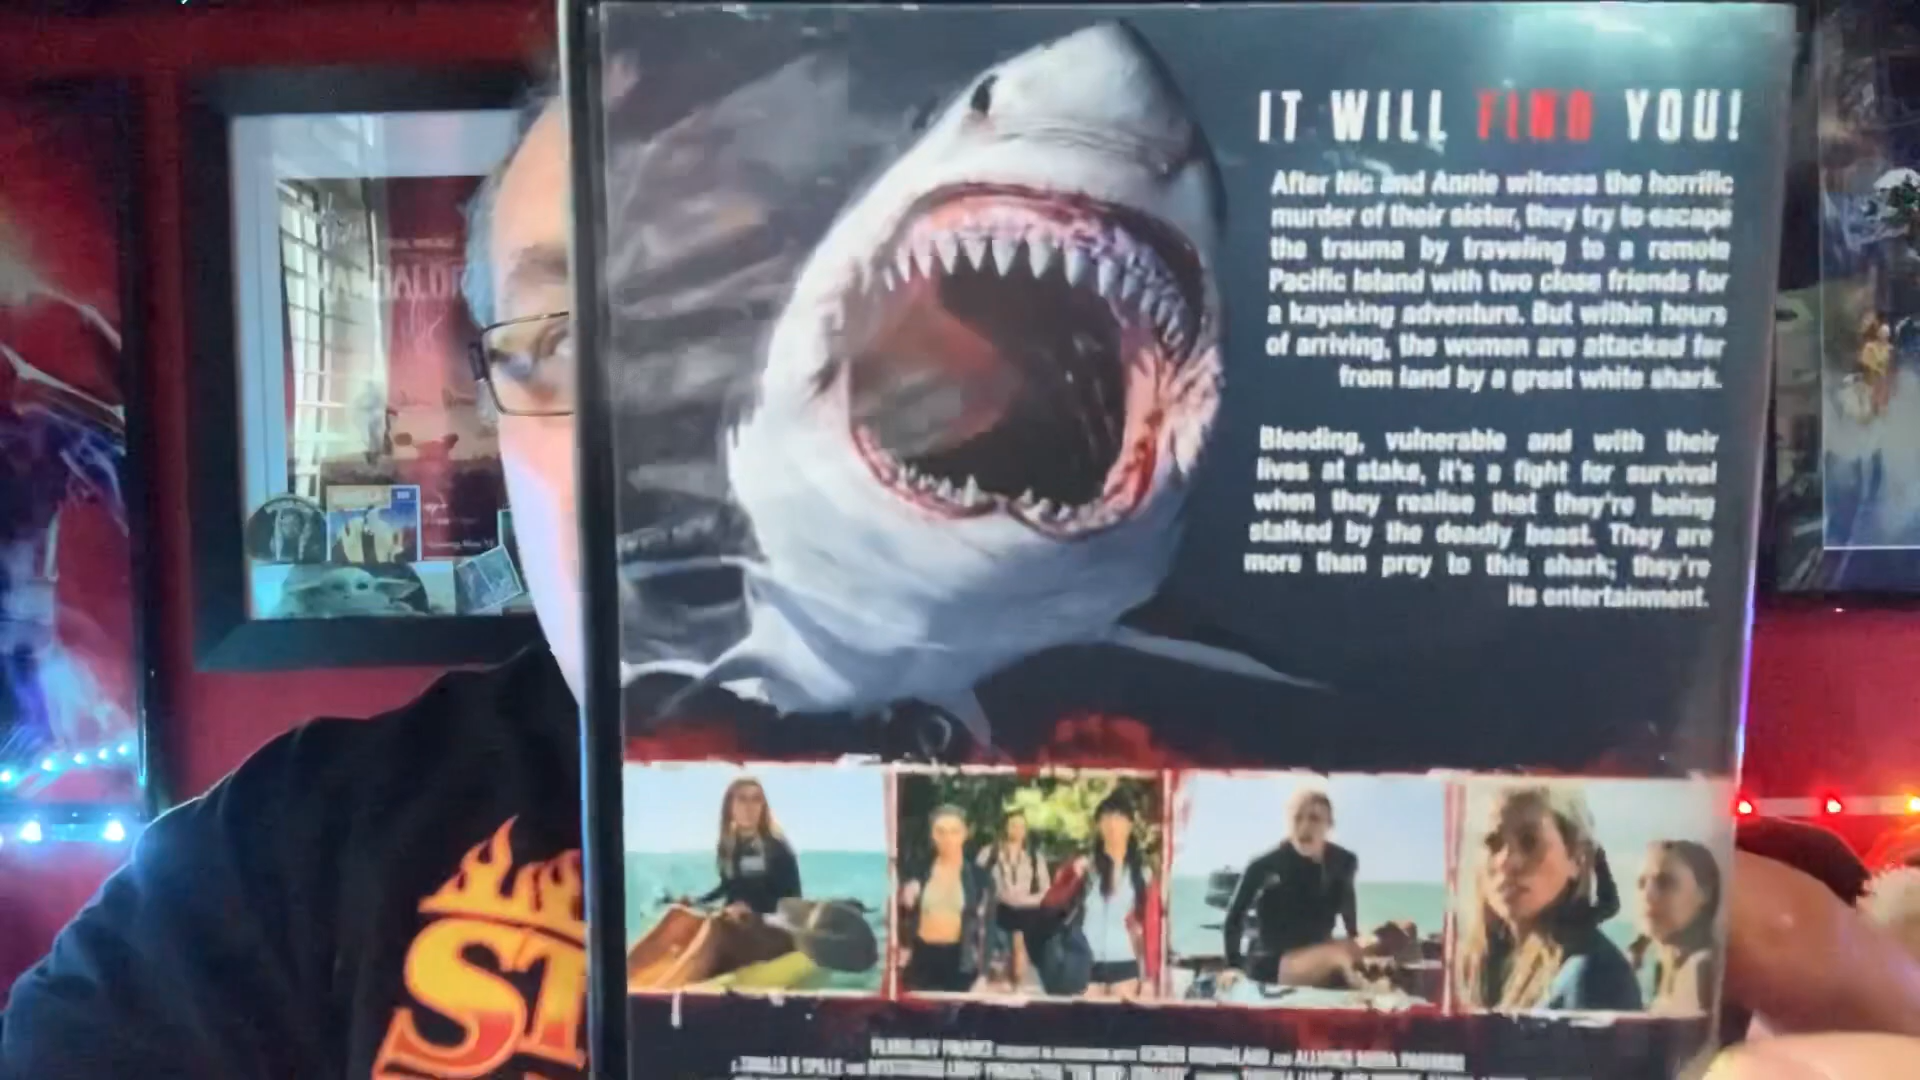 IT WILL FIND YOU!
After Nic and Annie witness the horrific
murder of their sister, they try to escape
the trauma by traveling to a remote
Pacific Island with two close friends for
a kayaking adventure. But within hours
of arriving, the women are attacked far
from land by a great white shark.
Bleeding, vulnerable and with their
lives at stake, it's a fight for survival
when they realise that they're being
stalked by the deadly beast. They are
more than prey to this shark; they're
its entertainment.
ST